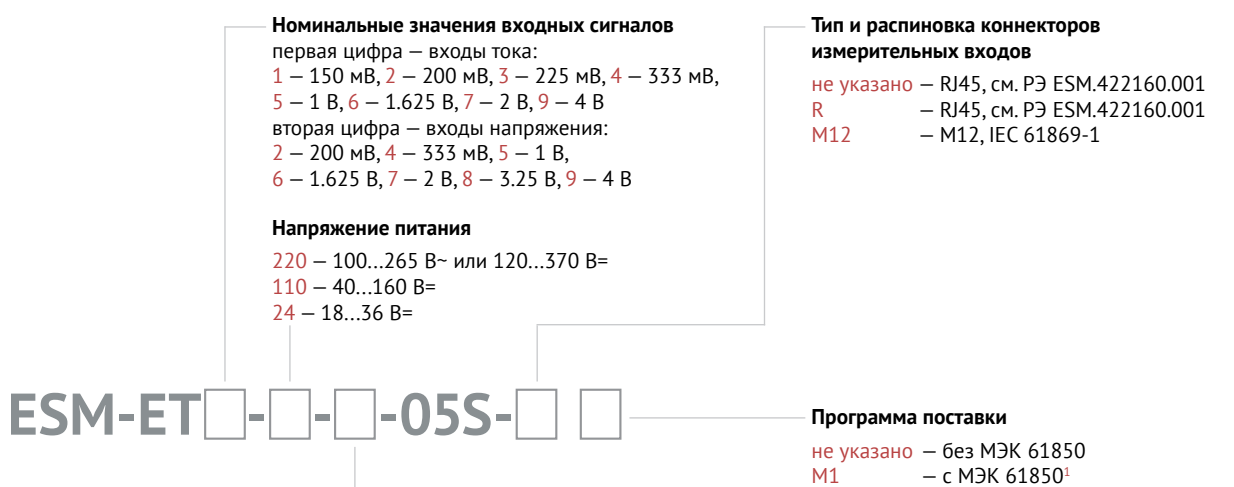 Номинальные значения входных сигналов
первая цифра — входы тока:
1 — 150 мВ, 2 — 200 мВ, 3 — 225 мВ, 4 — 333 мВ,
5 — 1 В, 6 — 1.625 В, 7 — 2 В, 9 — 4 В
вторая цифра — входы напряжения:
2 — 200 мВ, 4 — 333 мВ, 5 — 1 В,
6 — 1.625 В, 7 — 2 В, 8 — 3.25 В, 9 — 4 В
Напряжение питания
220 — 100...265 В~ или 120...370 В=
110 — 40...160 В=
24 — 18...36 В=
Тип и распиновка коннекторов
измерительных входов
не указано — RJ45, см. РЭ ESM.422160.001
R — RJ45, см. РЭ ESM.422160.001
M12 — M12, IEC 61869-1
ESM-ET□-□-□-05S-□ □
Программа поставки
не указано — без МЭК 61850
M1 — с МЭК 61850¹